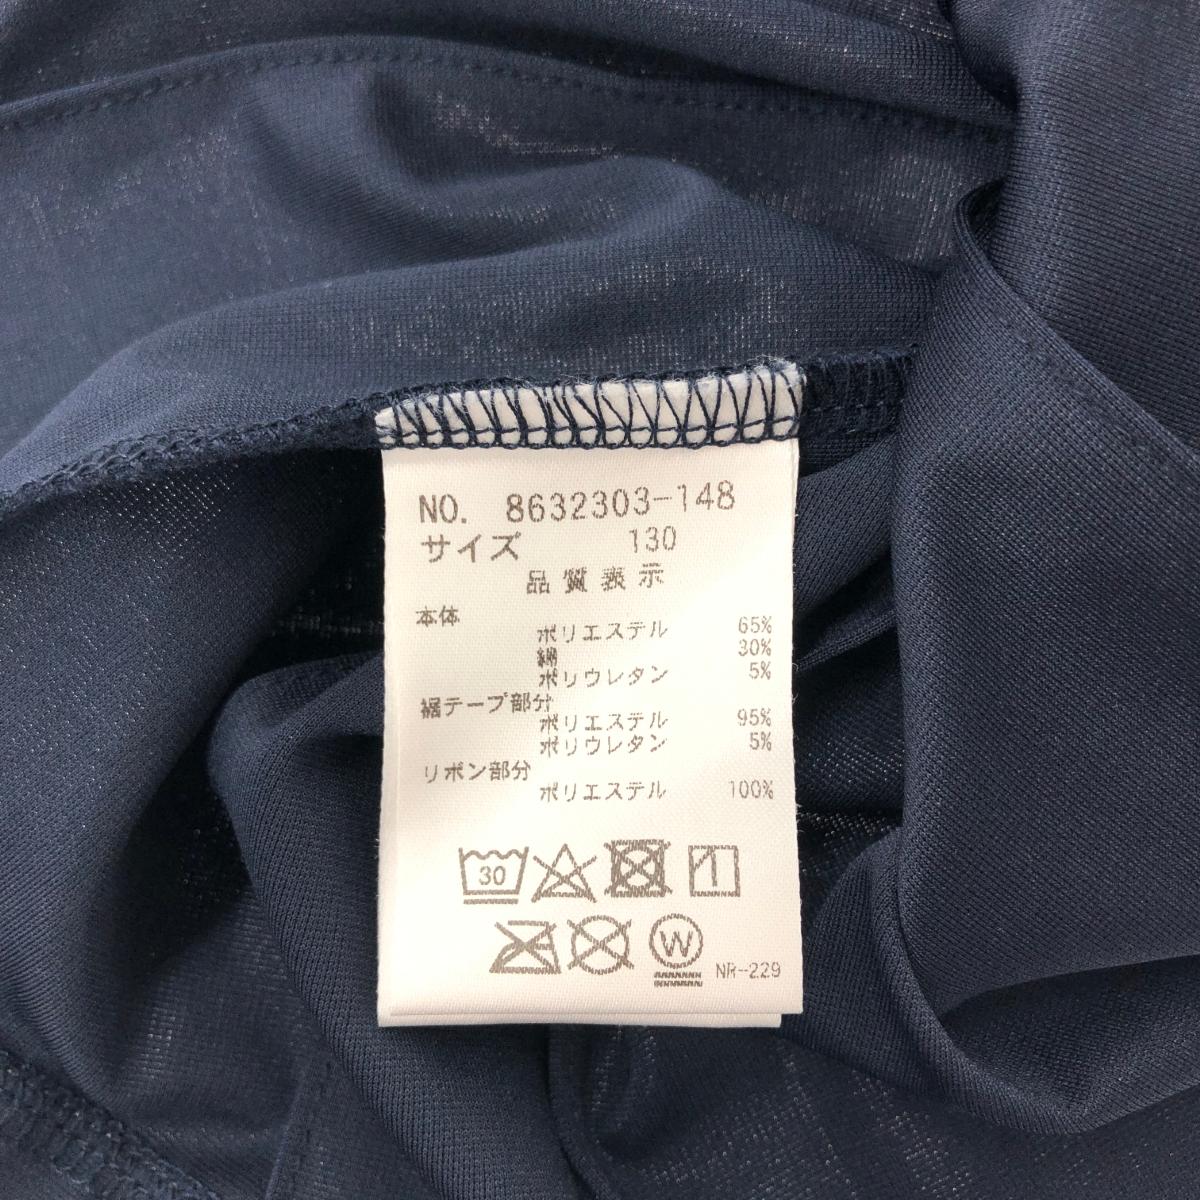 NO. 8632303-148
サイズ 130
品質表示
本体
ポリエステル 65%
綿 30%
ポリウレタン 5%
裾テープ部分
ポリエステル 95%
ポリウレタン 5%
リボン部分
ポリエステル 100%
30
W
NR-229